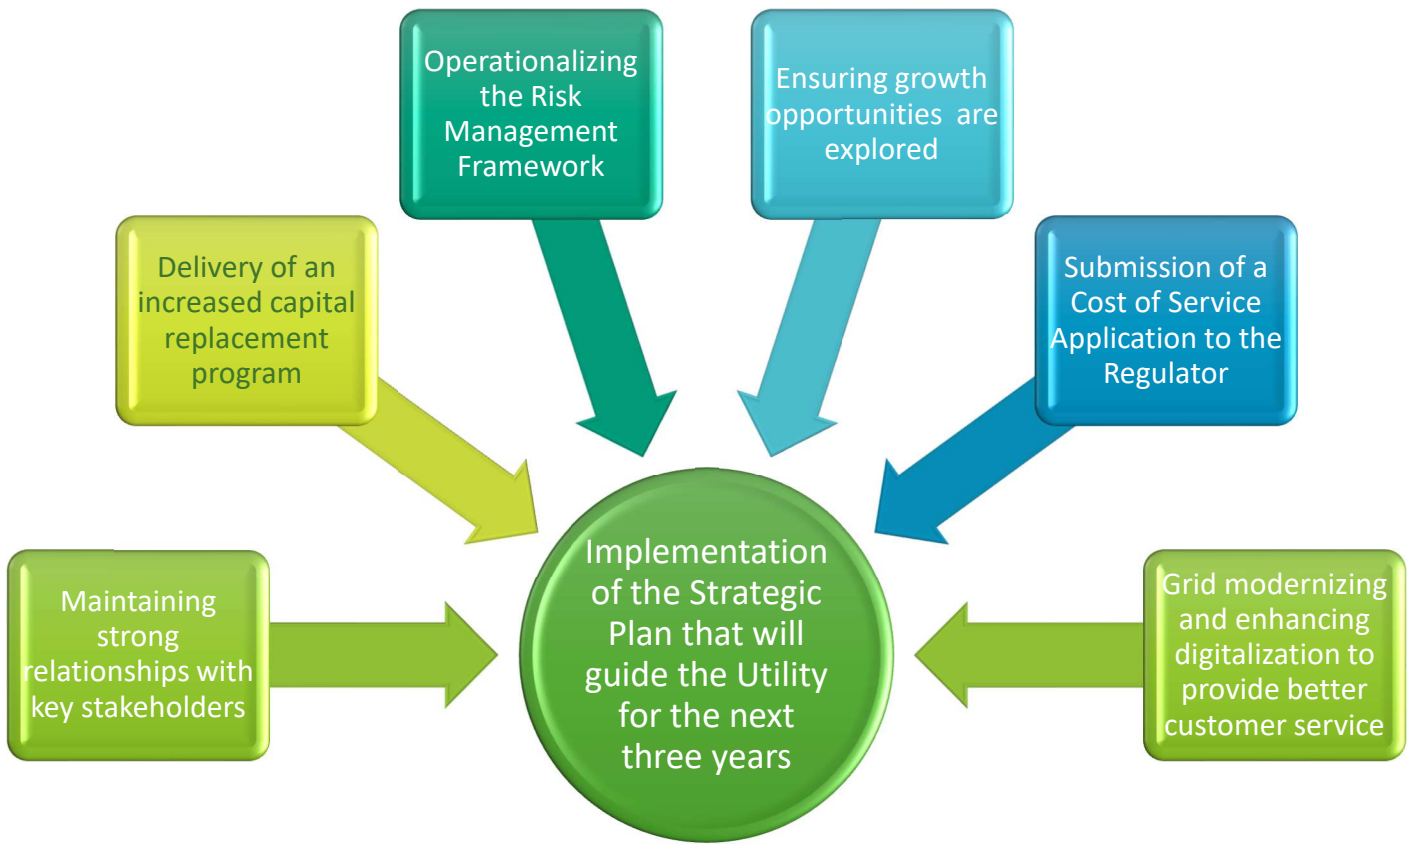 Operationalizing
the Risk
Management
Framework
Ensuring growth
opportunities are
explored
Delivery of an
increased capital
replacement
program
Submission of a
Cost of Service
Application to the
Regulator
Maintaining
strong
relationships with
key stakeholders
Implementation
of the Strategic
Plan that will
guide the Utility
for the next
three years
Grid modernizing
and enhancing
digitalization to
provide better
customer service